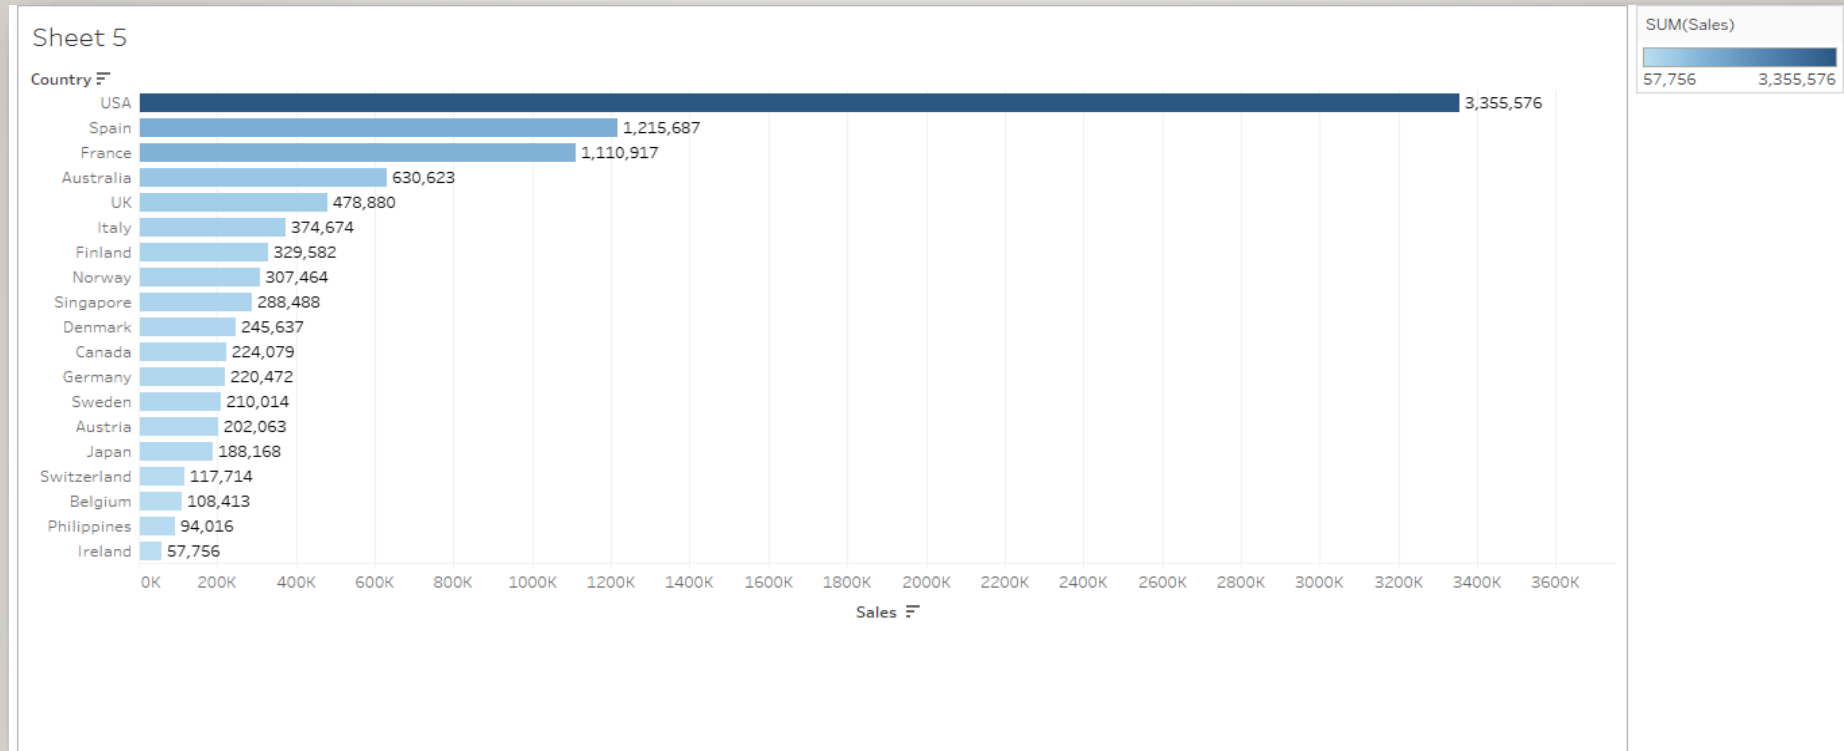 Sheet 5
Country
USA 3,355,576
Spain 1,215,687
France 1,110,917
Australia 630,623
UK 478,880
Italy 374,674
Finland 329,582
Norway 307,464
Singapore 288,488
Denmark 245,637
Canada 224,079
Germany 220,472
Sweden 210,014
Austria 202,063
Japan 188,168
Switzerland 117,714
Belgium 108,413
Philippines 94,016
Ireland 57,756
0K 200K 400K 600K 800K 1000K 1200K 1400K 1600K 1800K 2000K 2200K 2400K 2600K 2800K 3000K 3200K 3400K 3600K
Sales
SUM(Sales)
57,756 3,355,576